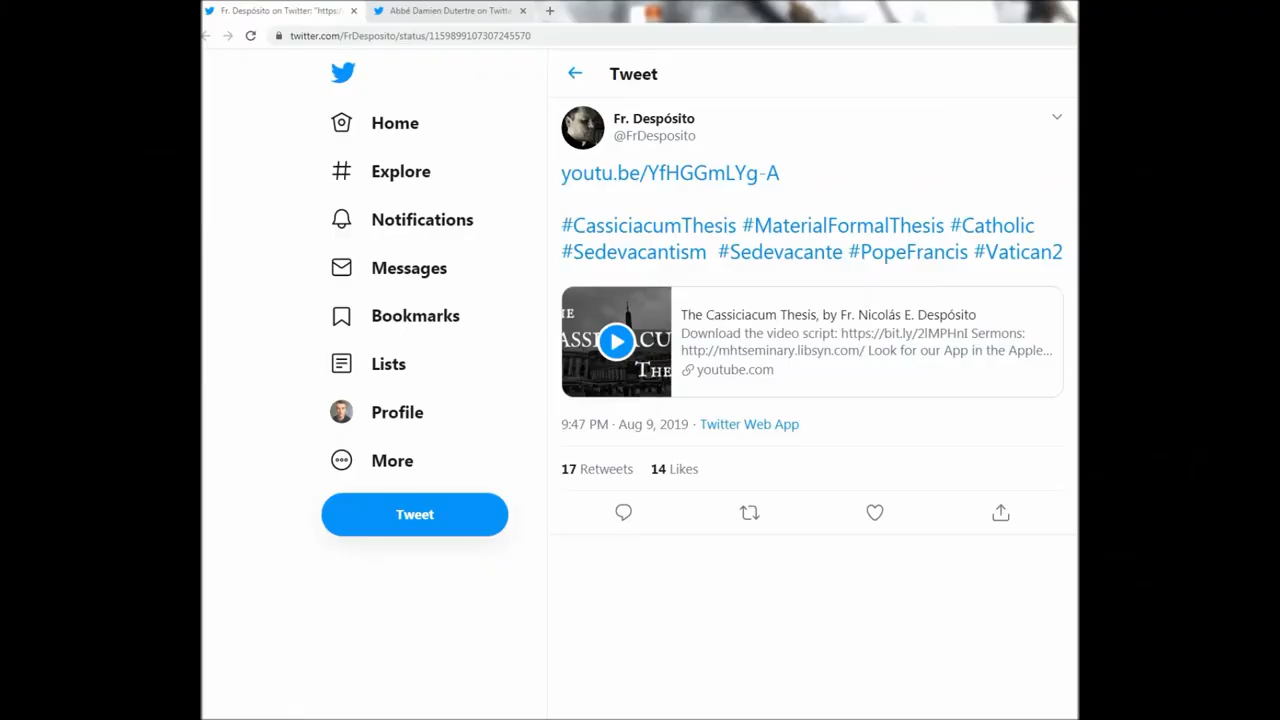 Fr. Despósito on Twitter: "https:/
Abbé Damien Dutertre on Twitte
twitter.com/FrDesposito/status/1159899107307245570
Tweet
Home
Explore
Notifications
Messages
Bookmarks
Lists
Profile
More
Tweet
Fr. Despósito
@FrDesposito
youtu.be/YfHGGmLYg-A
#CassiciacumThesis #MaterialFormalThesis #Catholic
#Sedevacantism #Sedevacante #PopeFrancis #Vatican2
HE
ASSICIACU
THE
The Cassiciacum Thesis, by Fr. Nicolás E. Despósito
Download the video script: https://bit.ly/2lMPHnI Sermons:
http://mhtseminary.libsyn.com/ Look for our App in the Apple...
youtube.com
9:47 PM · Aug 9, 2019 · Twitter Web App
17 Retweets 14 Likes